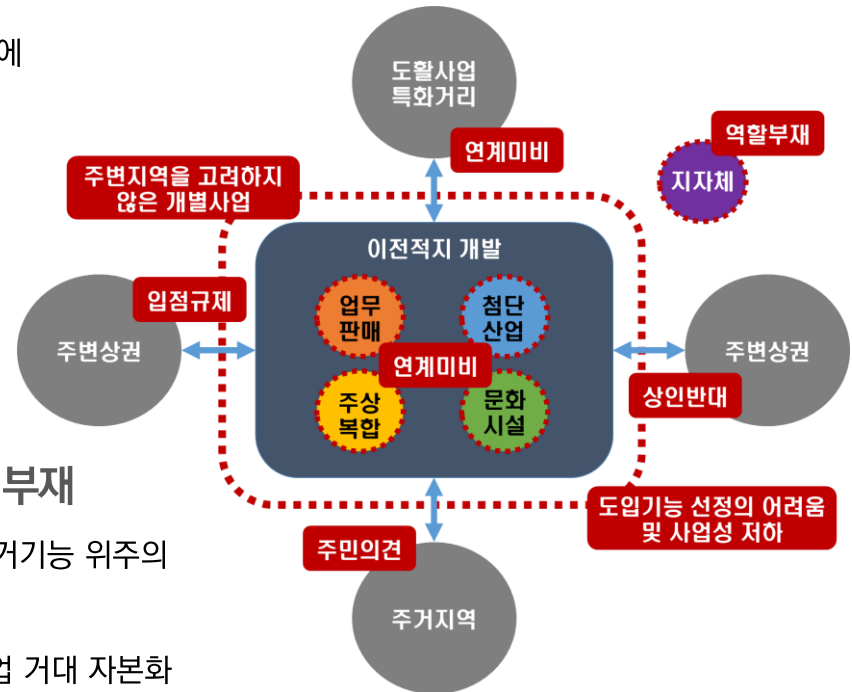 에
도활사업
특화거리
연계미비
역할부재
지자체
주변지역을 고려하지
않은 개별사업
이전적지 개발
입점규제
업무
판매
첨단
산업
주변상권
연계미비
주변상권
주상
복합
문화
시설
상인반대
부재
도입기능 선정의 어려움
및 사업성 저하
거기능 위주의
주민의견
주거지역
업 거대 자본화